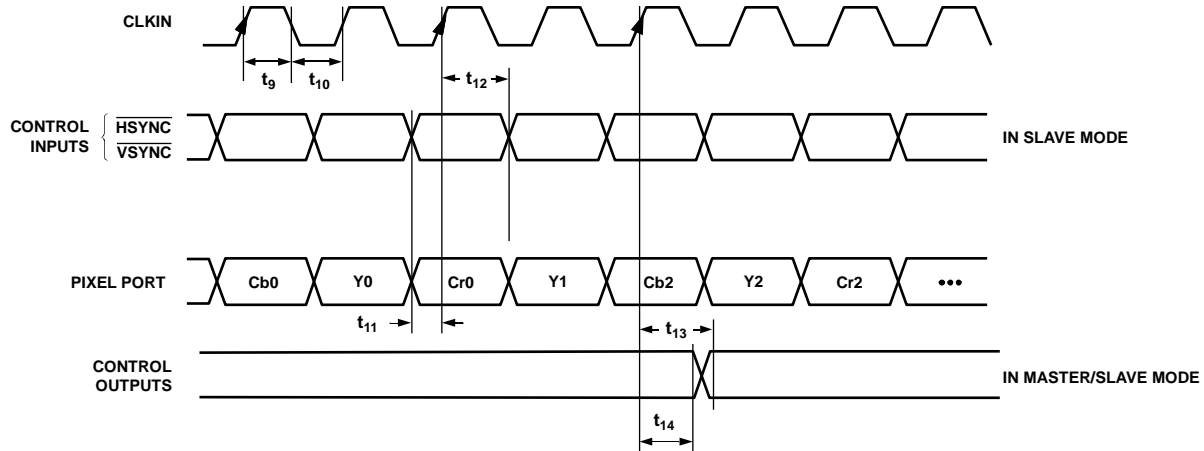 CLKIN
t9 t10 t12
CONTROL INPUTS { HSYNC VSYNC
IN SLAVE MODE
PIXEL PORT
Cb0 Y0 Cr0 Y1 Cb2 Y2 Cr2 •••
t11 t13
CONTROL OUTPUTS
IN MASTER/SLAVE MODE
t14